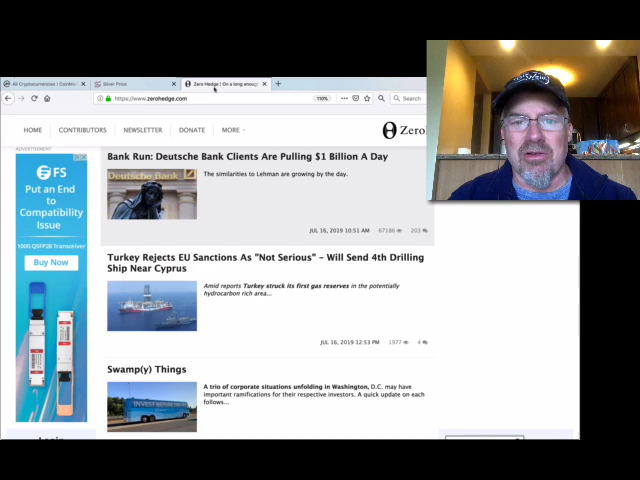 All Cryptocurrencies | CoinMar
Silver Price
Zero Hedge | On a long enough
https://www.zerohedge.com
110%
Search
HOME
CONTRIBUTORS
NEWSLETTER
DONATE
MORE
Zero
ADVERTISEMENT
FS
Put an End
to
Compatibility
Issue
100G QSFP28 Transceiver
Buy Now
Bank Run: Deutsche Bank Clients Are Pulling $1 Billion A Day
Deutsche Bank
The similarities to Lehman are growing by the day.
JUL 16, 2019 10:51 AM
67186
203
Turkey Rejects EU Sanctions As "Not Serious" – Will Send 4th Drilling
Ship Near Cyprus
Amid reports Turkey struck its first gas reserves in the potentially
hydrocarbon rich area...
JUL 16, 2019 12:53 PM
1977
4
Swamp(y) Things
A trio of corporate situations unfolding in Washington, D.C. may have
important ramifications for their respective investors. A quick update on each
follows...
Login